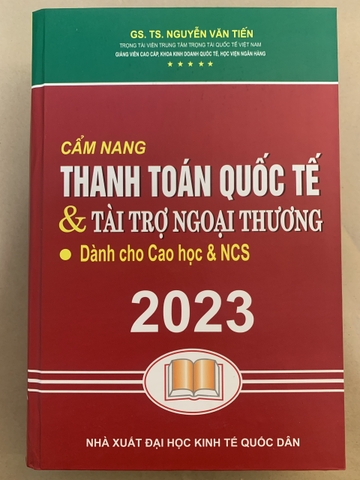 GS. TS. NGUYỄN VĂN TIẾN
TRỌNG TÀI VIÊN TRUNG TÂM TRỌNG TÀI QUỐC TẾ VIỆT NAM
GIẢNG VIÊN CAO CẤP, KHOA KINH DOANH QUỐC TẾ, HỌC VIỆN NGÂN HÀNG
CẨM NANG
THANH TOÁN QUỐC TẾ
& TÀI TRỢ NGOẠI THƯƠNG
Dành cho Cao học & NCS
2023
NHÀ XUẤT ĐẠI HỌC KINH TẾ QUỐC DÂN